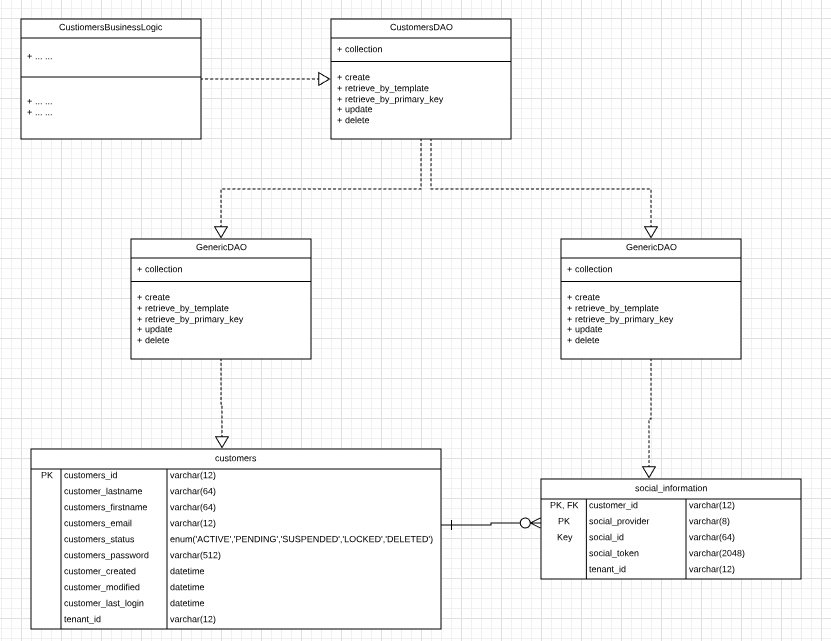 CustiomersBusinessLogic
+ ... ...
+ ... ...
+ ... ...
CustomersDAO
+ collection
+ create
+ retrieve_by_template
+ retrieve_by_primary_key
+ update
+ delete
GenericDAO
+ collection
+ create
+ retrieve_by_template
+ retrieve_by_primary_key
+ update
+ delete
GenericDAO
+ collection
+ create
+ retrieve_by_template
+ retrieve_by_primary_key
+ update
+ delete
customers
PK customers_id varchar(12)
customer_lastname varchar(64)
customers_firstname varchar(64)
customers_email varchar(12)
customers_status enum('ACTIVE','PENDING','SUSPENDED','LOCKED','DELETED')
customers_password varchar(512)
customer_created datetime
customer_modified datetime
customer_last_login datetime
tenant_id varchar(12)
social_information
PK, FK customer_id varchar(12)
PK social_provider varchar(8)
Key social_id varchar(64)
social_token varchar(2048)
tenant_id varchar(12)